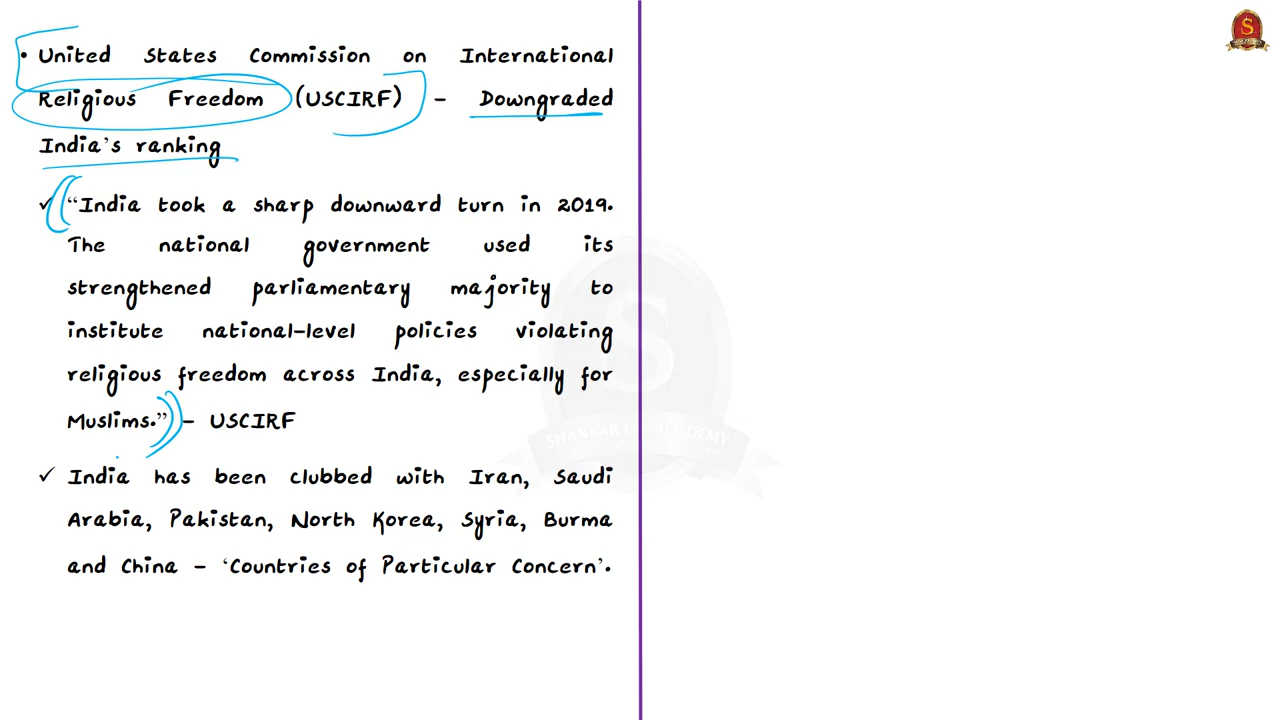 • United States Commission on International
Religious Freedom (USCIRF) – Downgraded
India's ranking
✓ “India took a sharp downward turn in 2019.
The national government used its
strengthened parliamentary majority to
institute national-level policies violating
religious freedom across India, especially for
Muslims.” – USCIRF
✓ India has been clubbed with Iran, Saudi
Arabia, Pakistan, North Korea, Syria, Burma
and China – ‘Countries of Particular Concern’.
S
SHANKAR IAS ACADEMY